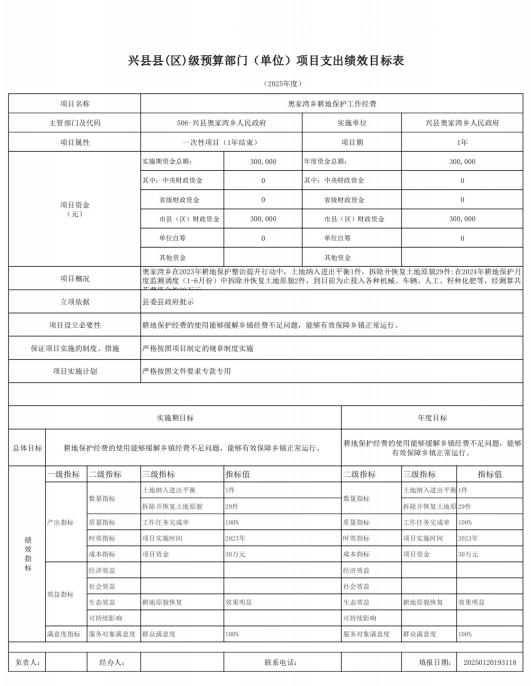 兴县县(区)级预算部门（单位）项目支出绩效目标表
（2025年度）
项目名称 奥家湾乡耕地保护工作经费
主管部门及代码 506-兴县奥家湾乡人民政府 实施单位 兴县奥家湾乡人民政府
项目属性 一次性项目（1年结束） 项目期 1年
项目资金（元） 实施期资金总额: 300,000 年度资金总额: 300,000
其中: 中央财政资金 0 其中: 中央财政资金 0
省级财政资金 0 省级财政资金 0
市县（区）财政资金 300,000 市县（区）财政资金 300,000
单位自筹 0 单位自筹 0
其他资金 其他资金
项目概况 奥家湾乡在2023年耕地保护整治提升行动中，土地纳入进出平衡1件，拆除并恢复土地原貌29件;在2024年耕地保护月
度监测调度（1-6月份）中拆除并恢复土地原貌2件，到目前为止投入各种机械、车辆、人工、籽种化肥等，经测算共
立项依据 县委县政府批示
项目设立必要性 耕地保护经费的使用能够缓解乡镇经费不足问题，能够有效保障乡镇正常运行。
保证项目实施的制度、措施 严格按照项目制定的规章制度实施
项目实施计划 严格按照文件要求专款专用
实施期目标 年度目标
总体目标 耕地保护经费的使用能够缓解乡镇经费不足问题，能够有效保障乡镇正常运行。 耕地保护经费的使用能够缓解乡镇经费不足问题，能够
有效保障乡镇正常运行。
绩效指标 一级指标 二级指标 三级指标 指标值 二级指标 三级指标 指标值
产出指标 数量指标 土地纳入进出平衡 1件 数量指标 土地纳入进出平衡 1件
拆除并恢复土地原貌 29件 拆除并恢复土地原 29件
质量指标 工作任务完成率 100% 质量指标 工作任务完成率 100%
时效指标 项目实施时间 2023年 时效指标 项目实施时间 2023年
成本指标 项目资金 30万元 成本指标 项目资金 30万元
效益指标 经济效益 经济效益
社会效益 社会效益
生态效益 耕地原貌恢复 效果明显 生态效益 耕地原貌恢复 效果明显
可持续影响 可持续影响
满意度指标 服务对象满意度 群众满意度 100% 服务对象满意度 群众满意度 100%
负责人: 经办人: 联系电话: 填报日期: 20250120193118